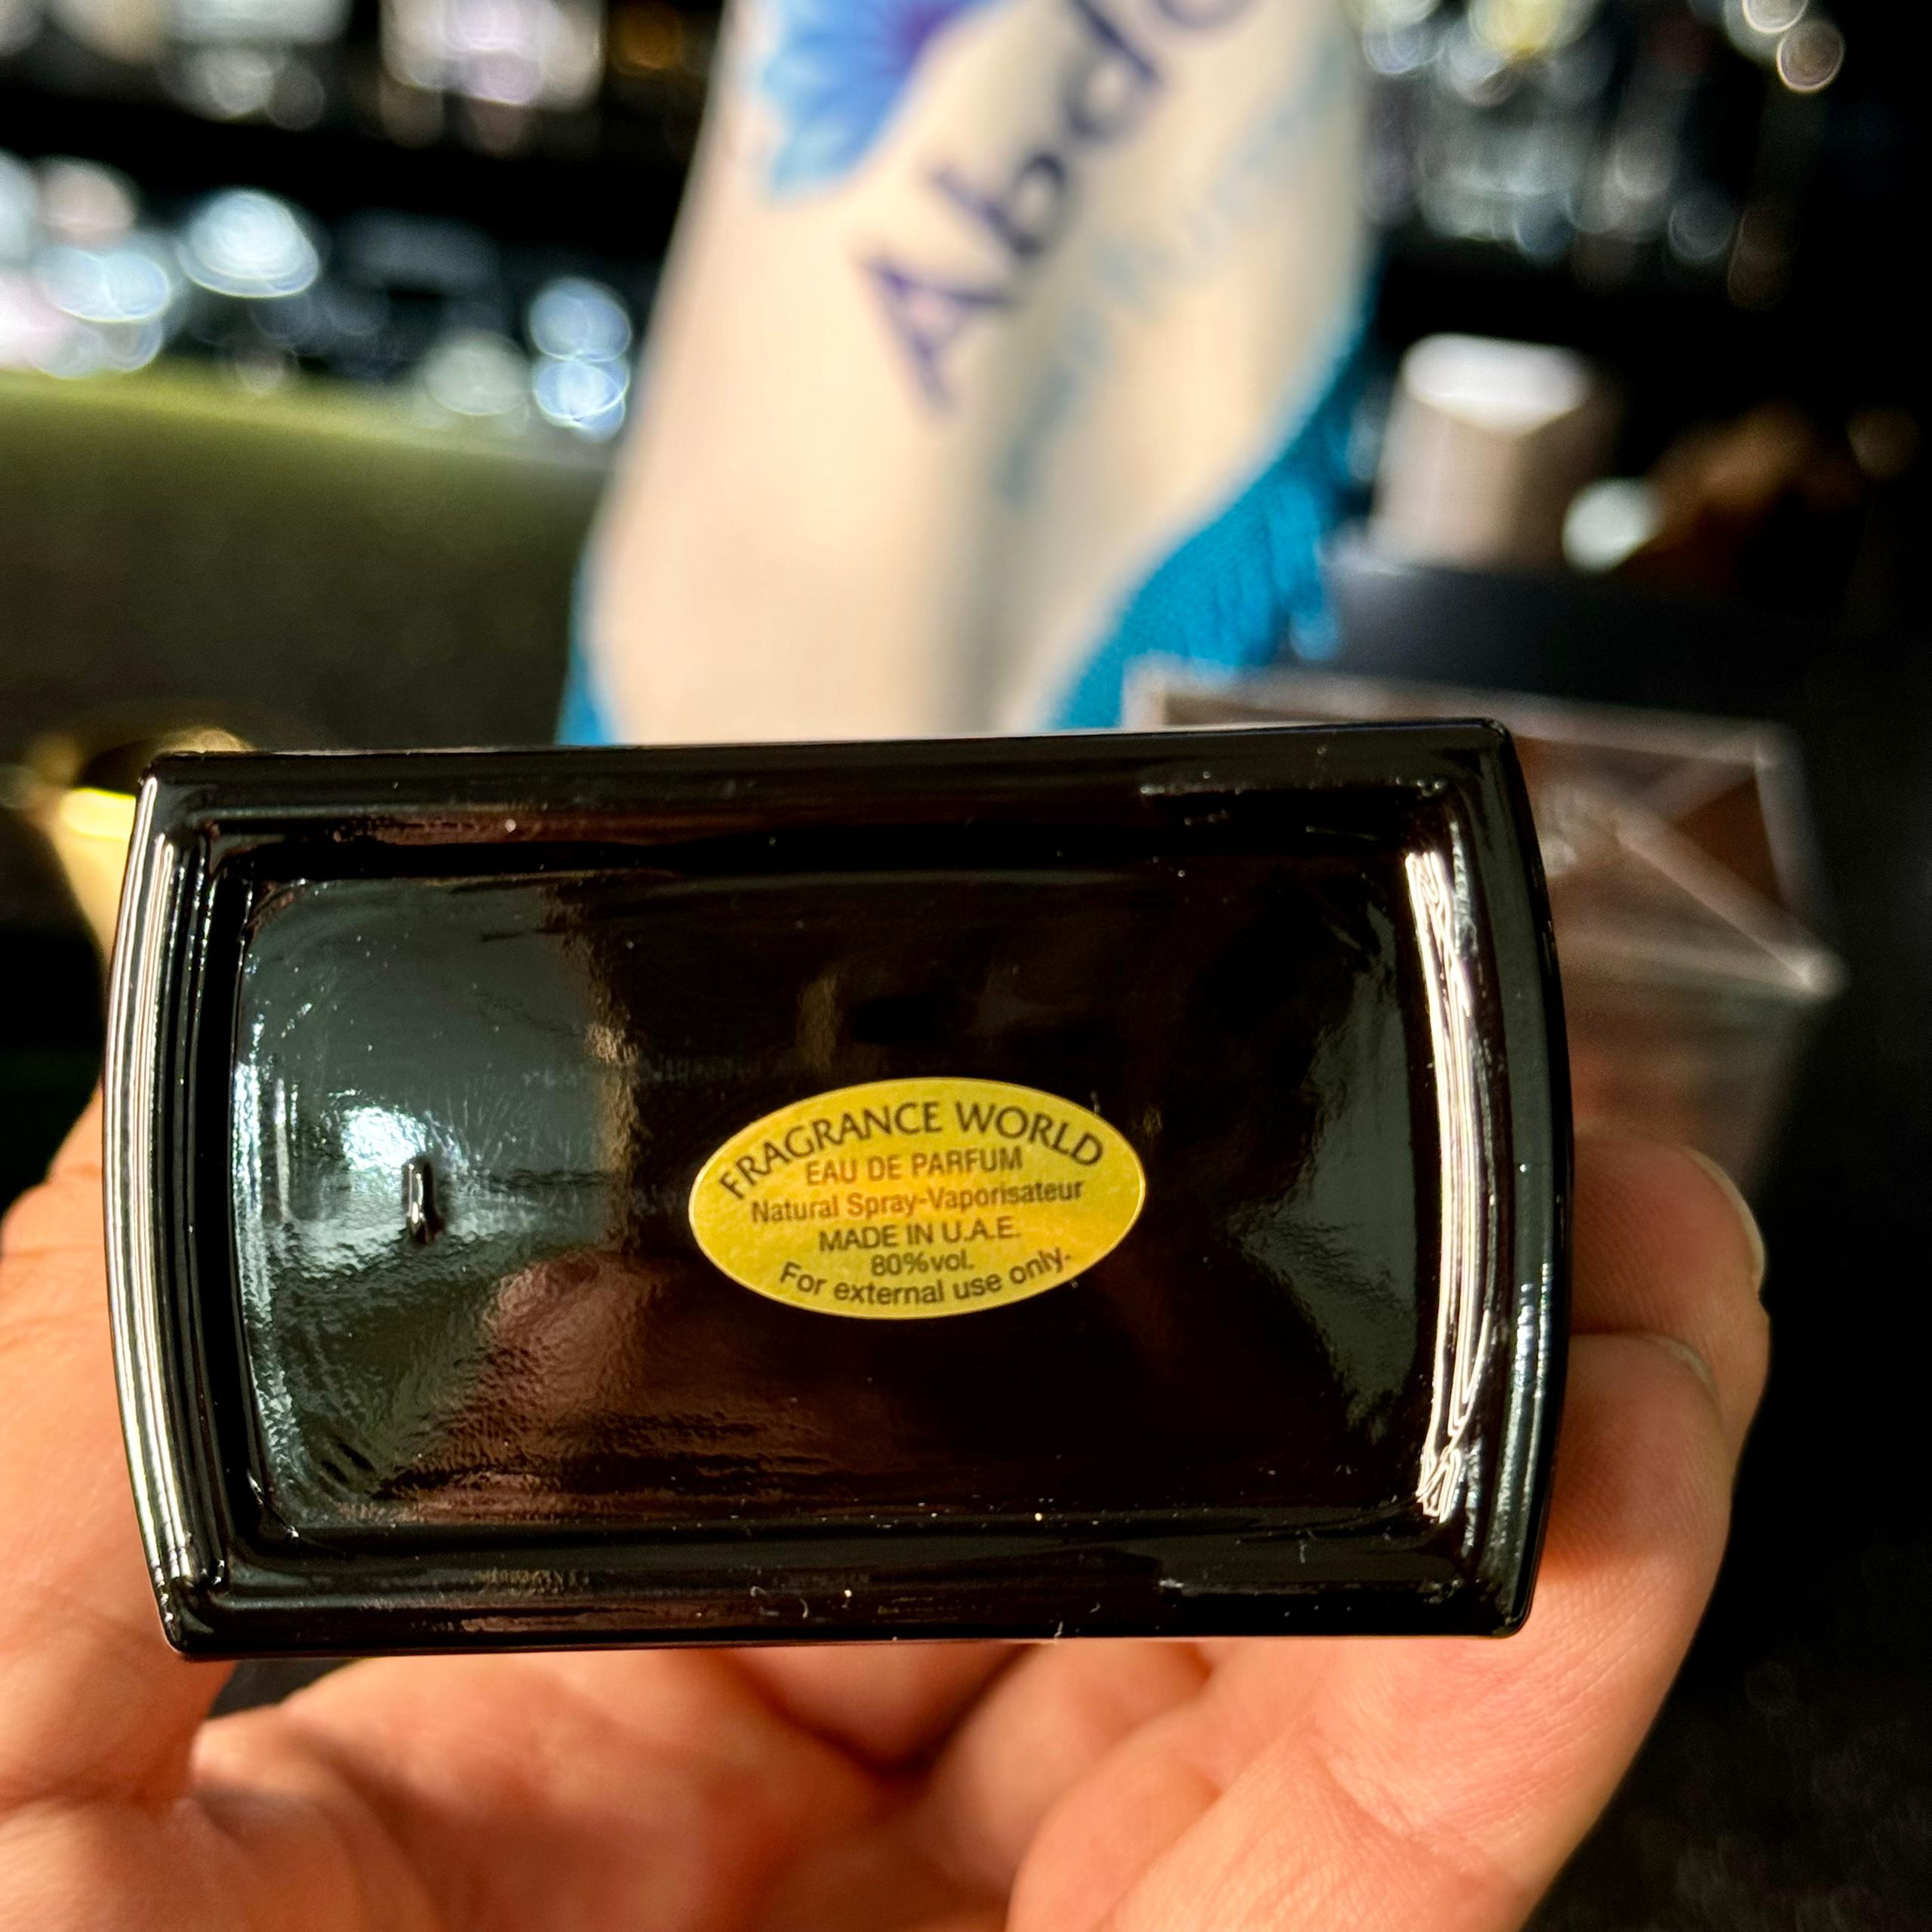 FRAGRANCE WORLD
EAU DE PARFUM
Natural Spray-Vaporisateur
MADE IN U.A.E.
80%vol.
For external use only.